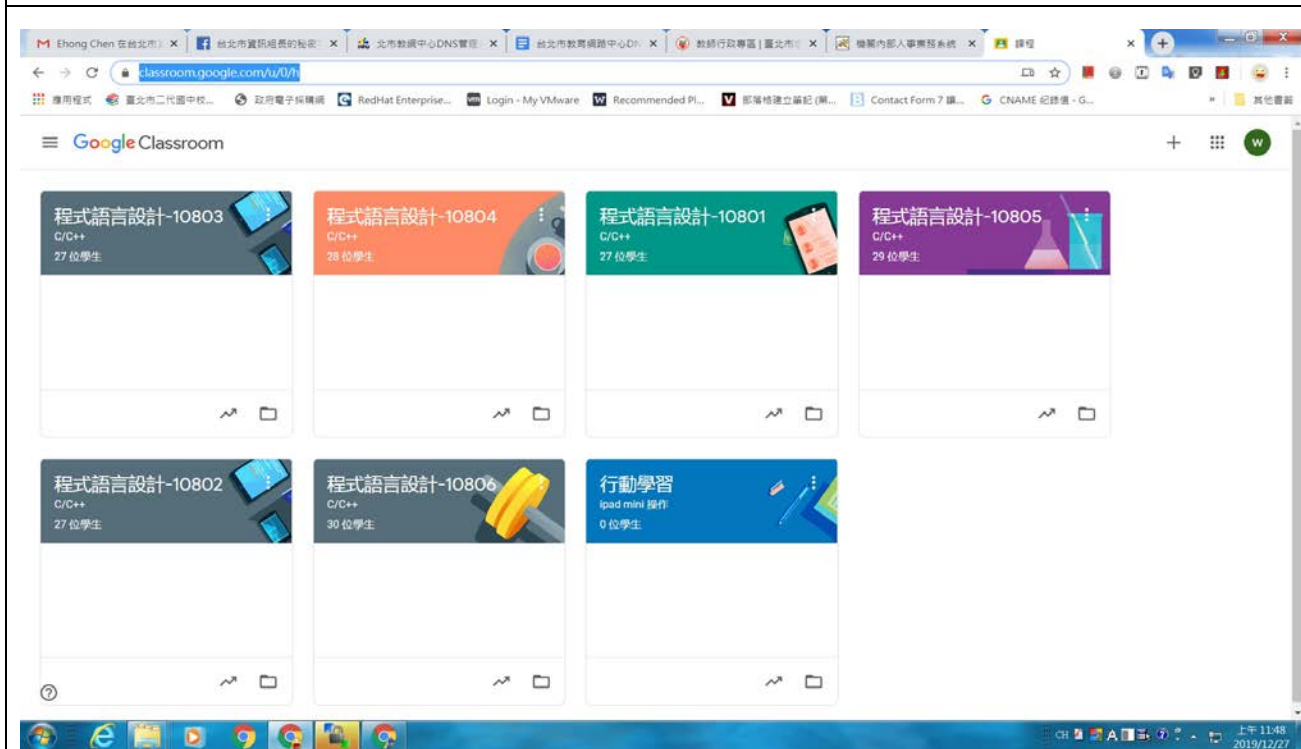 Ehong Chen 在台北市
台北市資訊組長的秘密
北市教網中心DNS管理
台北市教育網路中心DN
教師行政專區|臺北市
機關內部人事業務系統
課程
classroom.google.com/u/0/h
應用程式
臺北市二代國中校...
政府電子採購網
RedHat Enterprise...
Login - My VMware
Recommended Pl...
部落格建立筆記 (第...
Contact Form 7 讓...
G CNAME 紀錄值 - G...
»
其他書籤
Google Classroom
W
程式語言設計-10803
C/C++
27 位學生
程式語言設計-10804
C/C++
28 位學生
程式語言設計-10801
C/C++
27 位學生
程式語言設計-10805
C/C++
29 位學生
程式語言設計-10802
C/C++
27 位學生
程式語言設計-10806
C/C++
30 位學生
行動學習
ipad mini 操作
0 位學生
CH
上午 11:48
2019/12/27